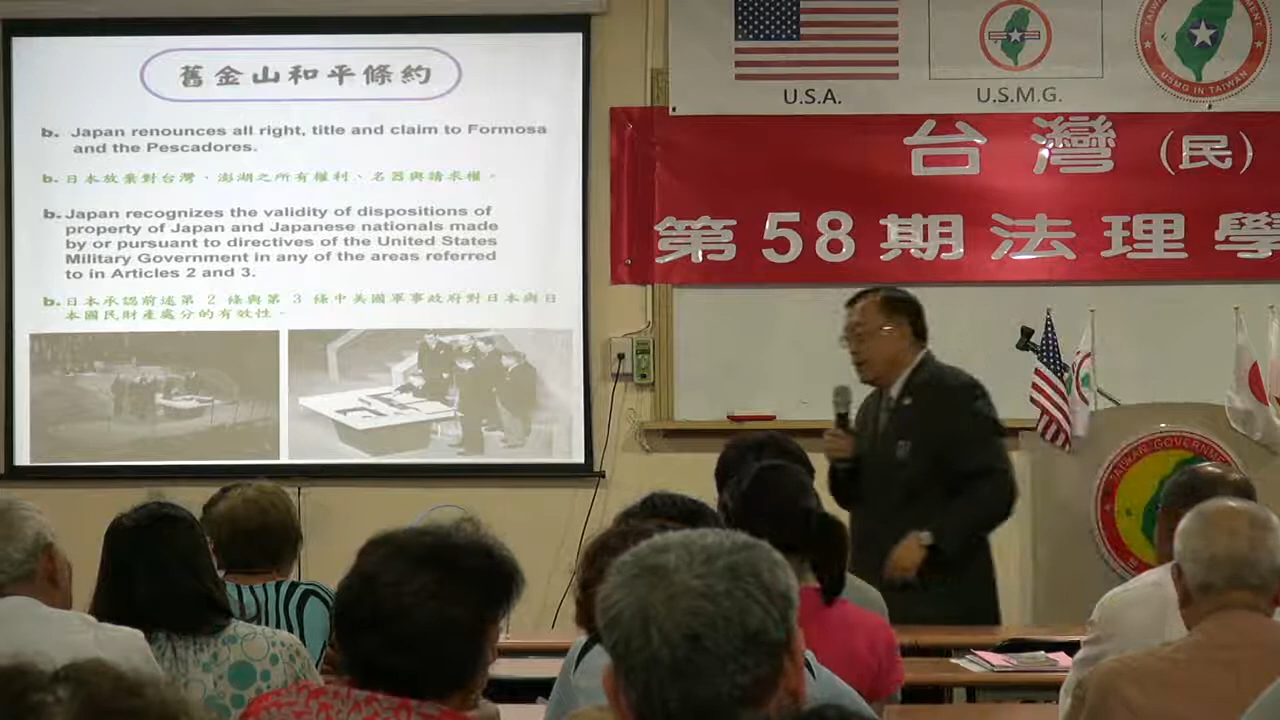 舊金山和平條約
b. Japan renounces all right, title and claim to Formosa
and the Pescadores.
b. 日本放棄對台灣、澎湖之所有權利、名器與請求權。
b. Japan recognizes the validity of dispositions of
property of Japan and Japanese nationals made
by or pursuant to directives of the United States
Military Government in any of the areas referred
to in Articles 2 and 3.
b. 日本承認前述第 2 條與第 3 條中美國軍事政府對日本與日
本國民財產處分的有效性。
U.S.A.
U.S.M.G.
USMG IN TAIWAN
台灣(民)
第58期法理學
TAIWAN GOVERNM